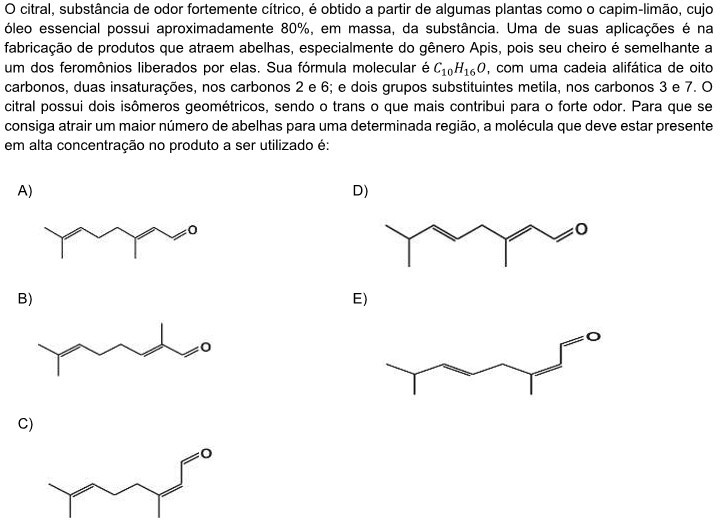 O citral, substância de odor fortemente cítrico, é obtido a partir de algumas plantas como o capim-limão, cujo
óleo essencial possui aproximadamente 80%, em massa, da substância. Uma de suas aplicações é na
fabricação de produtos que atraem abelhas, especialmente do gênero Apis, pois seu cheiro é semelhante a
um dos feromônios liberados por elas. Sua fórmula molecular é C₁₀H₁₆O, com uma cadeia alifática de oito
carbonos, duas insaturações, nos carbonos 2 e 6; e dois grupos substituintes metila, nos carbonos 3 e 7. O
citral possui dois isômeros geométricos, sendo o trans o que mais contribui para o forte odor. Para que se
consiga atrair um maior número de abelhas para uma determinada região, a molécula que deve estar presente
em alta concentração no produto a ser utilizado é:
A)
O
B)
O
C)
O
D)
O
E)
O